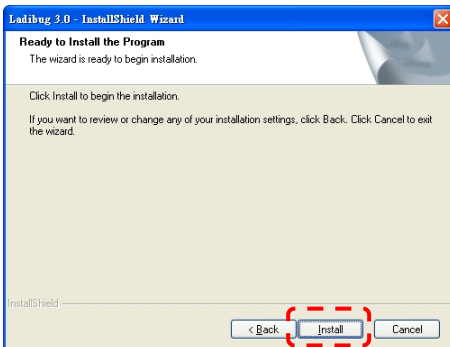 Ladibug 3.0 - InstallShield Wizard
Ready to Install the Program
The wizard is ready to begin installation.
Click Install to begin the installation.
If you want to review or change any of your installation settings, click Back. Click Cancel to exit
the wizard.
InstallShield
< Back Install Cancel